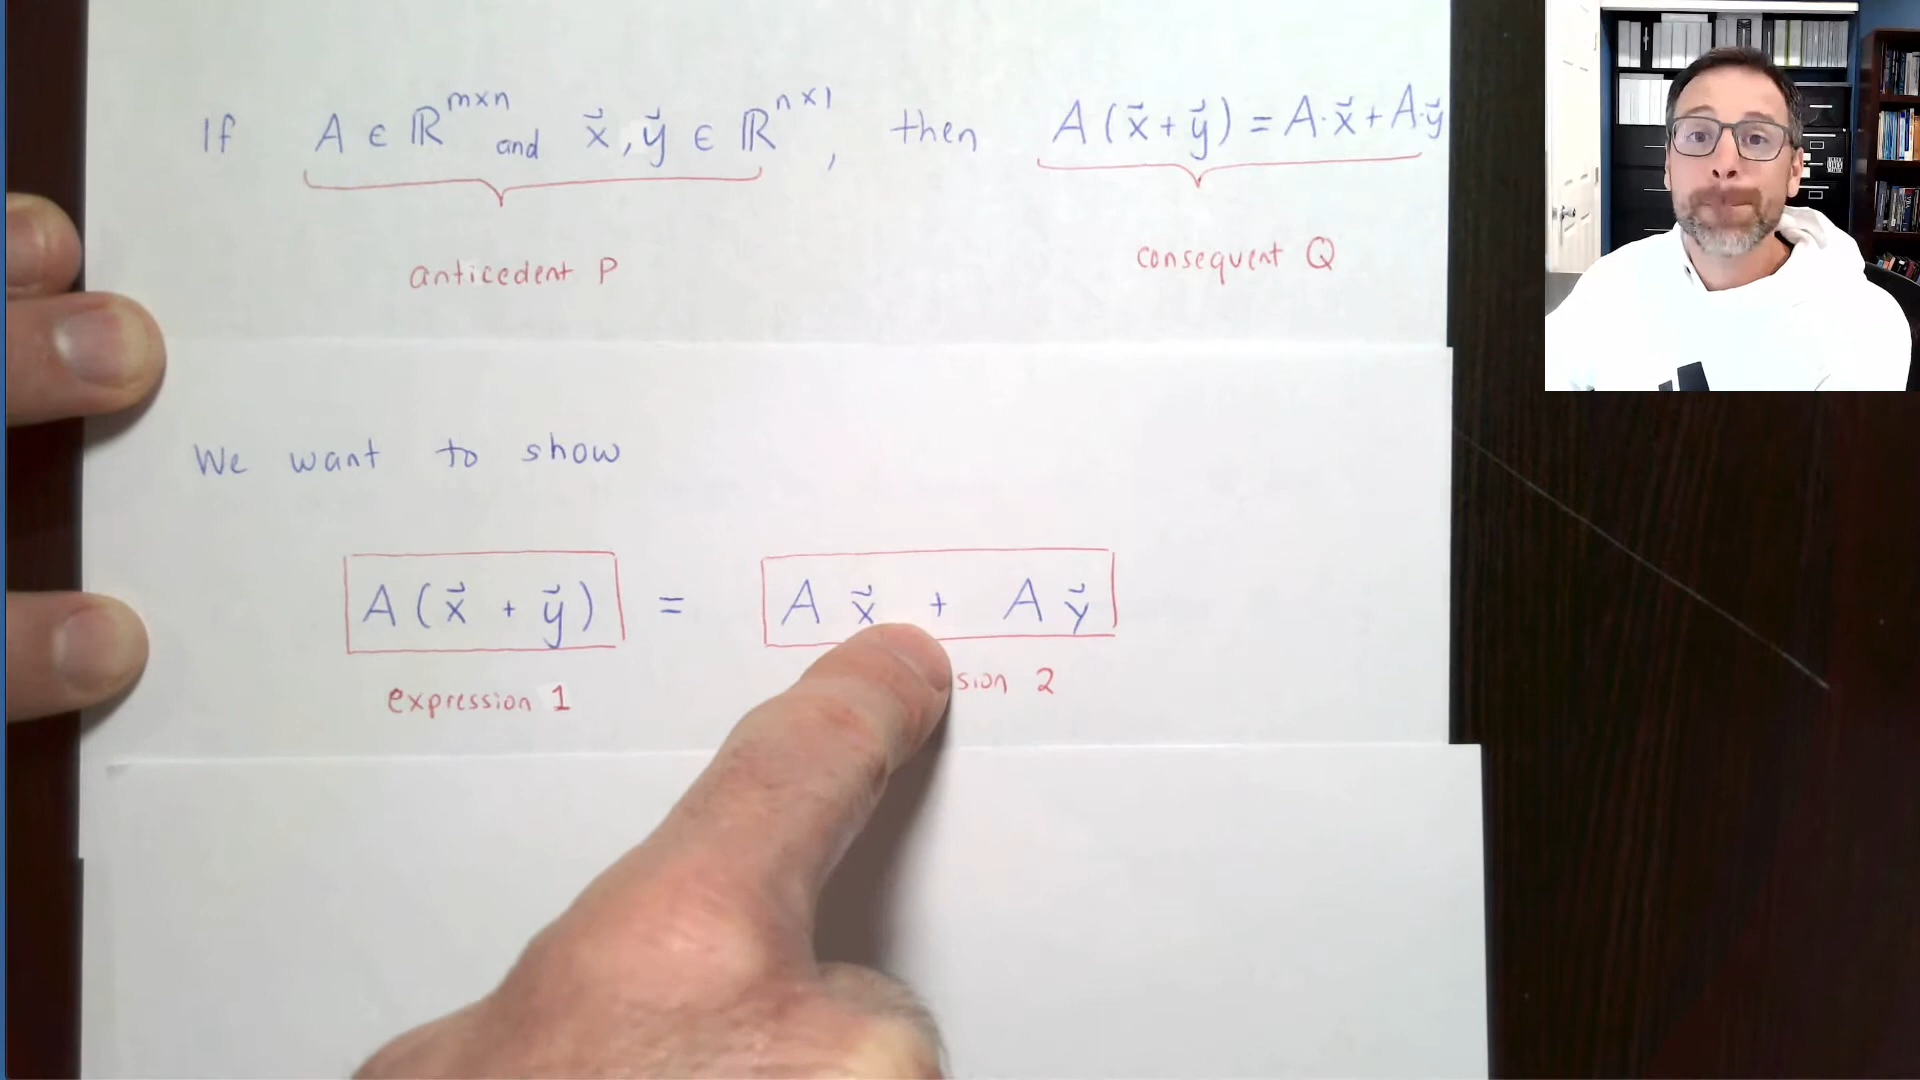 If A ∈ ℝ^{m×n} and x⃗, y⃗ ∈ ℝ^{n×1}, then A(x⃗ + y⃗) = A·x⃗ + A·y⃗
anticedent P consequent Q
We want to show
A(x⃗ + y⃗) = A x⃗ + A y⃗
expression 1 sion 2